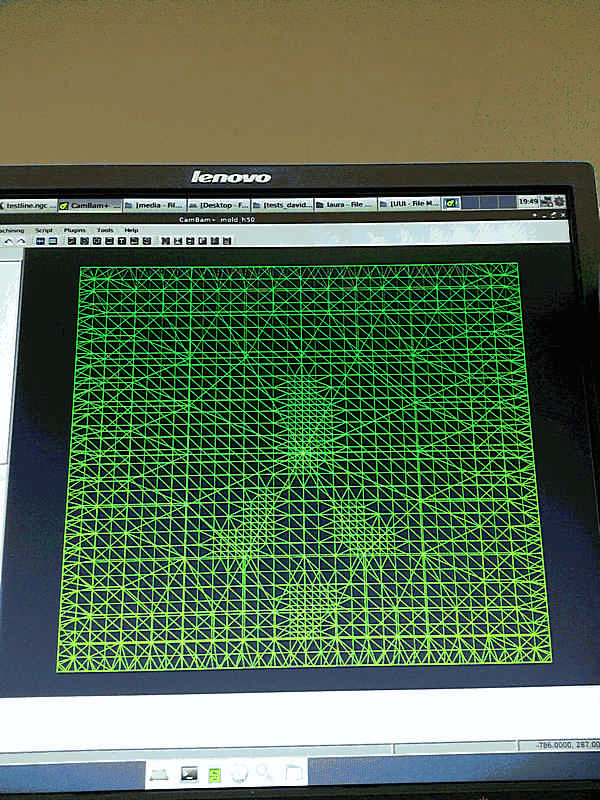 lenovo
testline.ngc
CamBam+ ...
[media - Fil...
[Desktop - F...
[tests_david...
laura - File ...
[UUI - File M...
19:49
CamBam+ mold_h50
achining Script Plugins Tools Help
-786.0000, 287.00